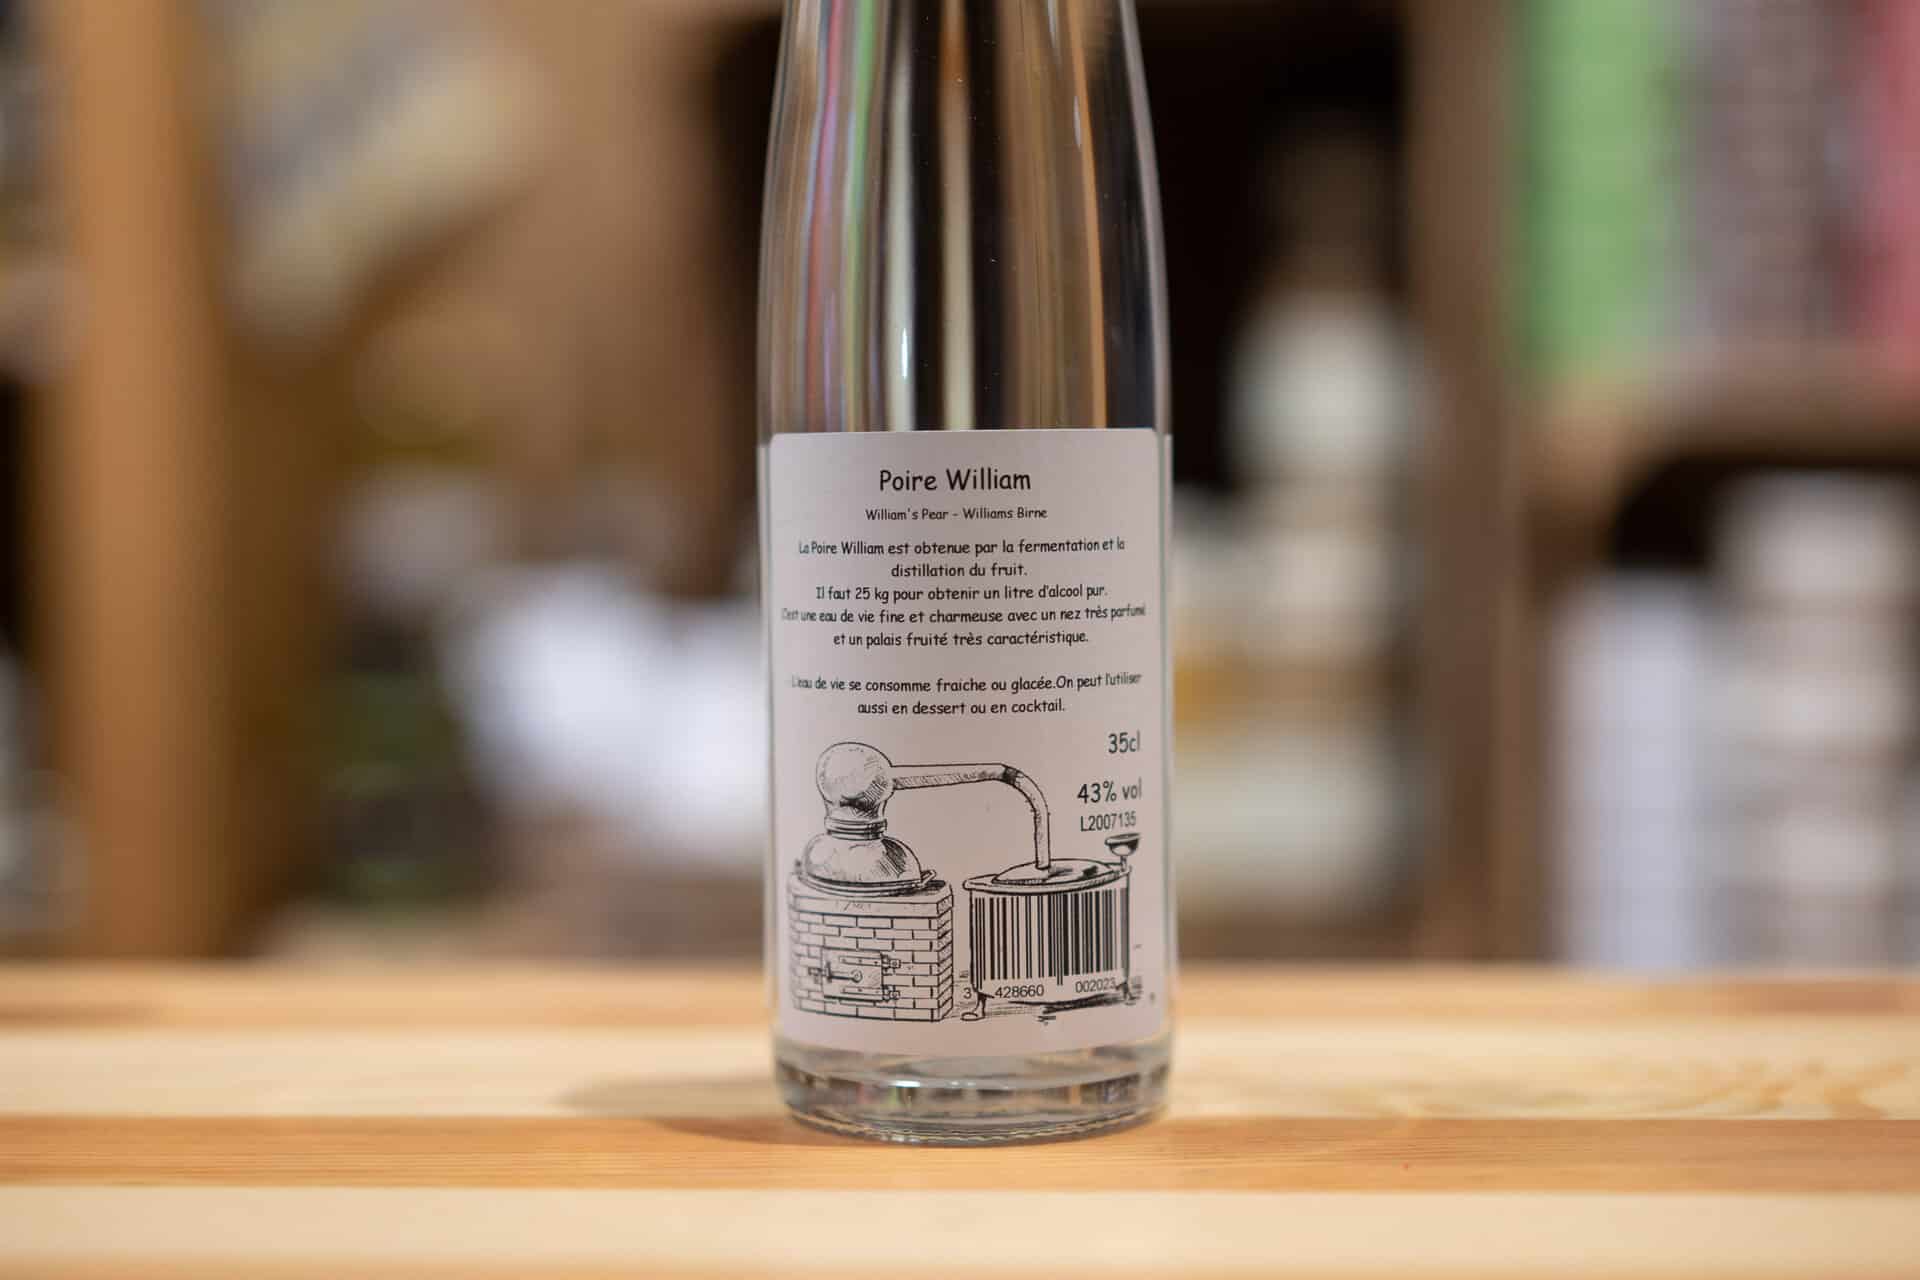 Poire William
William's Pear - Williams Birne
La Poire William est obtenue par la fermentation et la
distillation du fruit.
Il faut 25 kg pour obtenir un litre d'alcool pur.
C'est une eau de vie fine et charmeuse avec un nez très parfumé
et un palais fruité très caractéristique.
L'eau de vie se consomme fraiche ou glacée.On peut l'utiliser
aussi en dessert ou en cocktail.
35cl
43% vol
L2007135
3 428660 002023